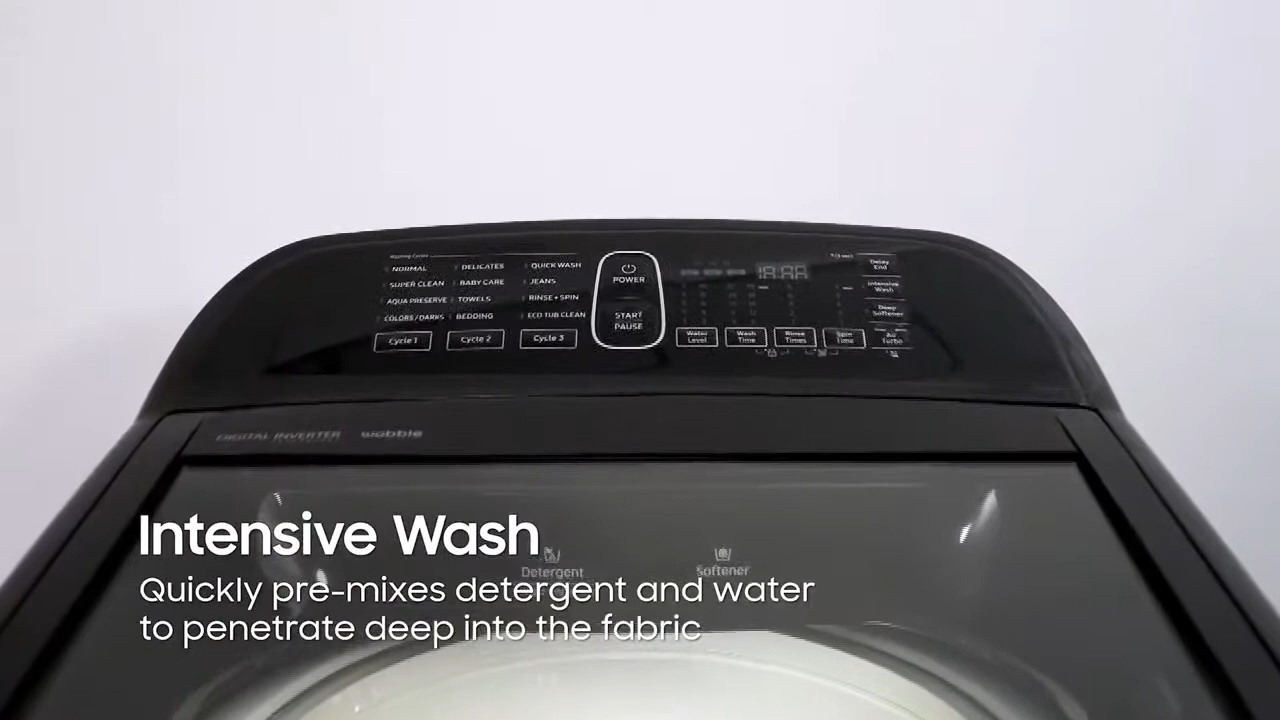 Washing Cycles
NORMAL
SUPER CLEAN
AQUA PRESERVE
COLORS/DARKS
Cycle 1
DELICATES
BABY CARE
TOWELS
BEDDING
Cycle 2
QUICK WASH
JEANS
RINSE+SPIN
ECO TUB CLEAN
Cycle 3
POWER
START
PAUSE
Water
Level
Wash
Time
Rinse
Times
Spin
Time
Delay
End
Intensive
Wash
Deep
Softener
Air
Turbo
DIGITAL INVERTER
wobble
Detergent
Softener
Intensive Wash
Quickly pre-mixes detergent and water
to penetrate deep into the fabric